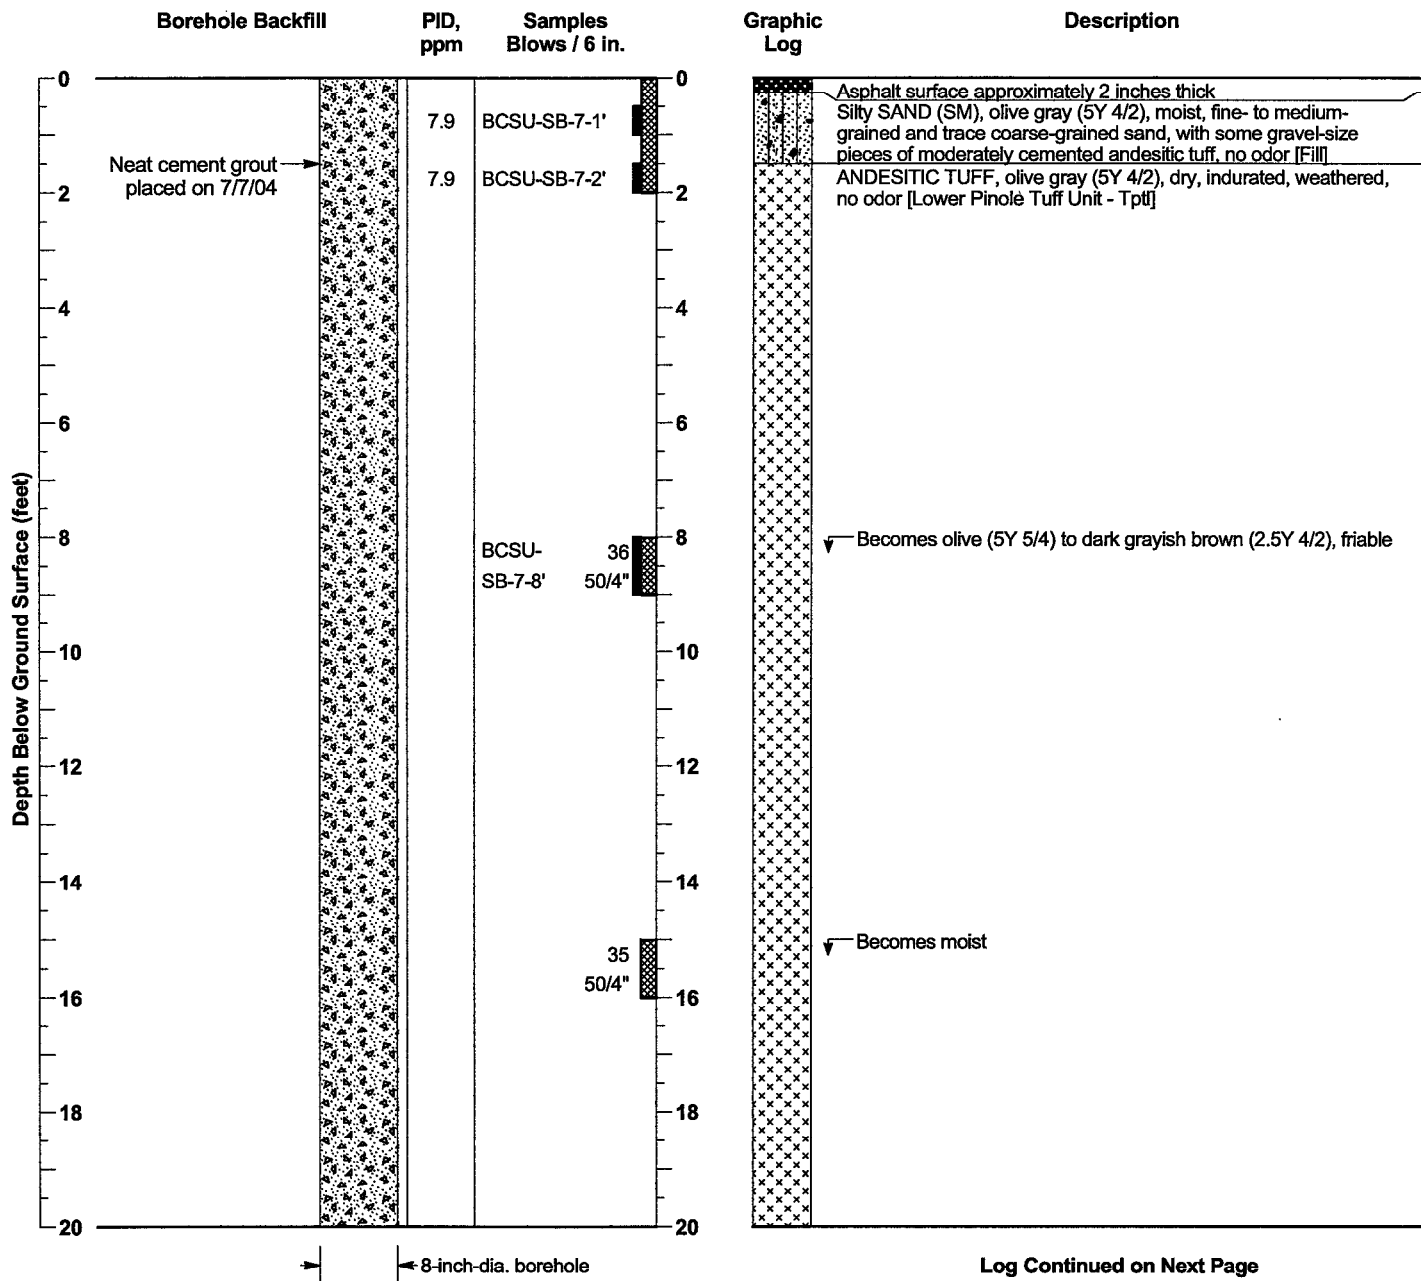 Borehole Backfill
PID,
ppm
Samples
Blows / 6 in.
Graphic
Log
Description
0
2
4
6
8
10
12
14
16
18
20
Depth Below Ground Surface (feet)
Neat cement grout
placed on 7/7/04
7.9
7.9
BCSU-SB-7-1'
BCSU-SB-7-2'
BCSU-
SB-7-8'
36
50/4"
35
50/4"
0
2
4
6
8
10
12
14
16
18
20
Asphalt surface approximately 2 inches thick
Silty SAND (SM), olive gray (5Y 4/2), moist, fine- to medium-
grained and trace coarse-grained sand, with some gravel-size
pieces of moderately cemented andesitic tuff, no odor [Fill]
ANDESITIC TUFF, olive gray (5Y 4/2), dry, indurated, weathered,
no odor [Lower Pinole Tuff Unit - Tptl]
Becomes olive (5Y 5/4) to dark grayish brown (2.5Y 4/2), friable
Becomes moist
8-inch-dia. borehole
Log Continued on Next Page